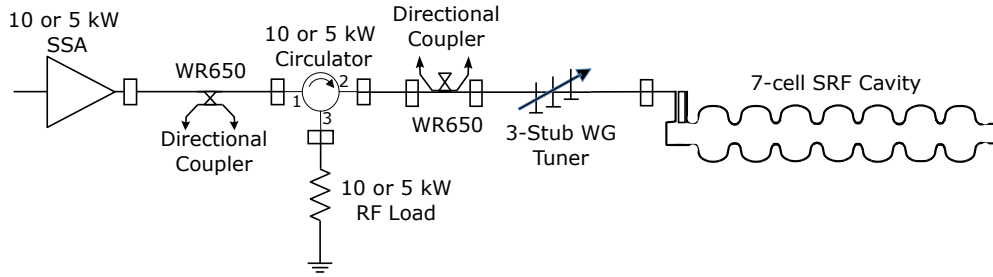 10 or 5 kW
SSA
WR650
Directional
Coupler
10 or 5 kW
Circulator
1
2
3
10 or 5 kW
RF Load
Directional
Coupler
WR650
3-Stub WG
Tuner
7-cell SRF Cavity